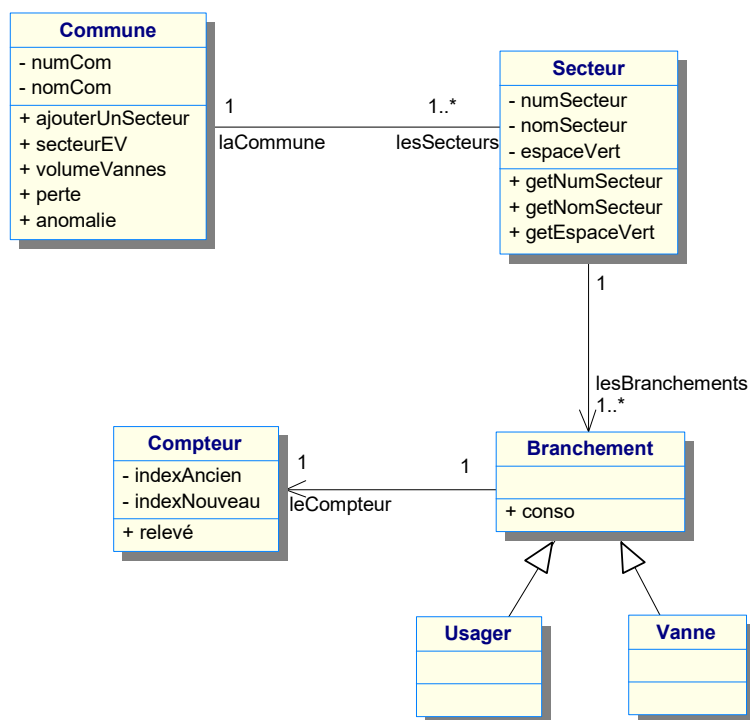 Commune
- numCom
- nomCom
+ ajouterUnSecteur
+ secteurEV
+ volumeVannes
+ perte
+ anomalie
1
laCommune
1..*
lesSecteurs
Secteur
- numSecteur
- nomSecteur
- espaceVert
+ getNumSecteur
+ getNomSecteur
+ getEspaceVert
1
lesBranchements
1..*
Compteur
- indexAncien
- indexNouveau
+ relevé
1
leCompteur
1
Branchement
+ conso
Usager
Vanne